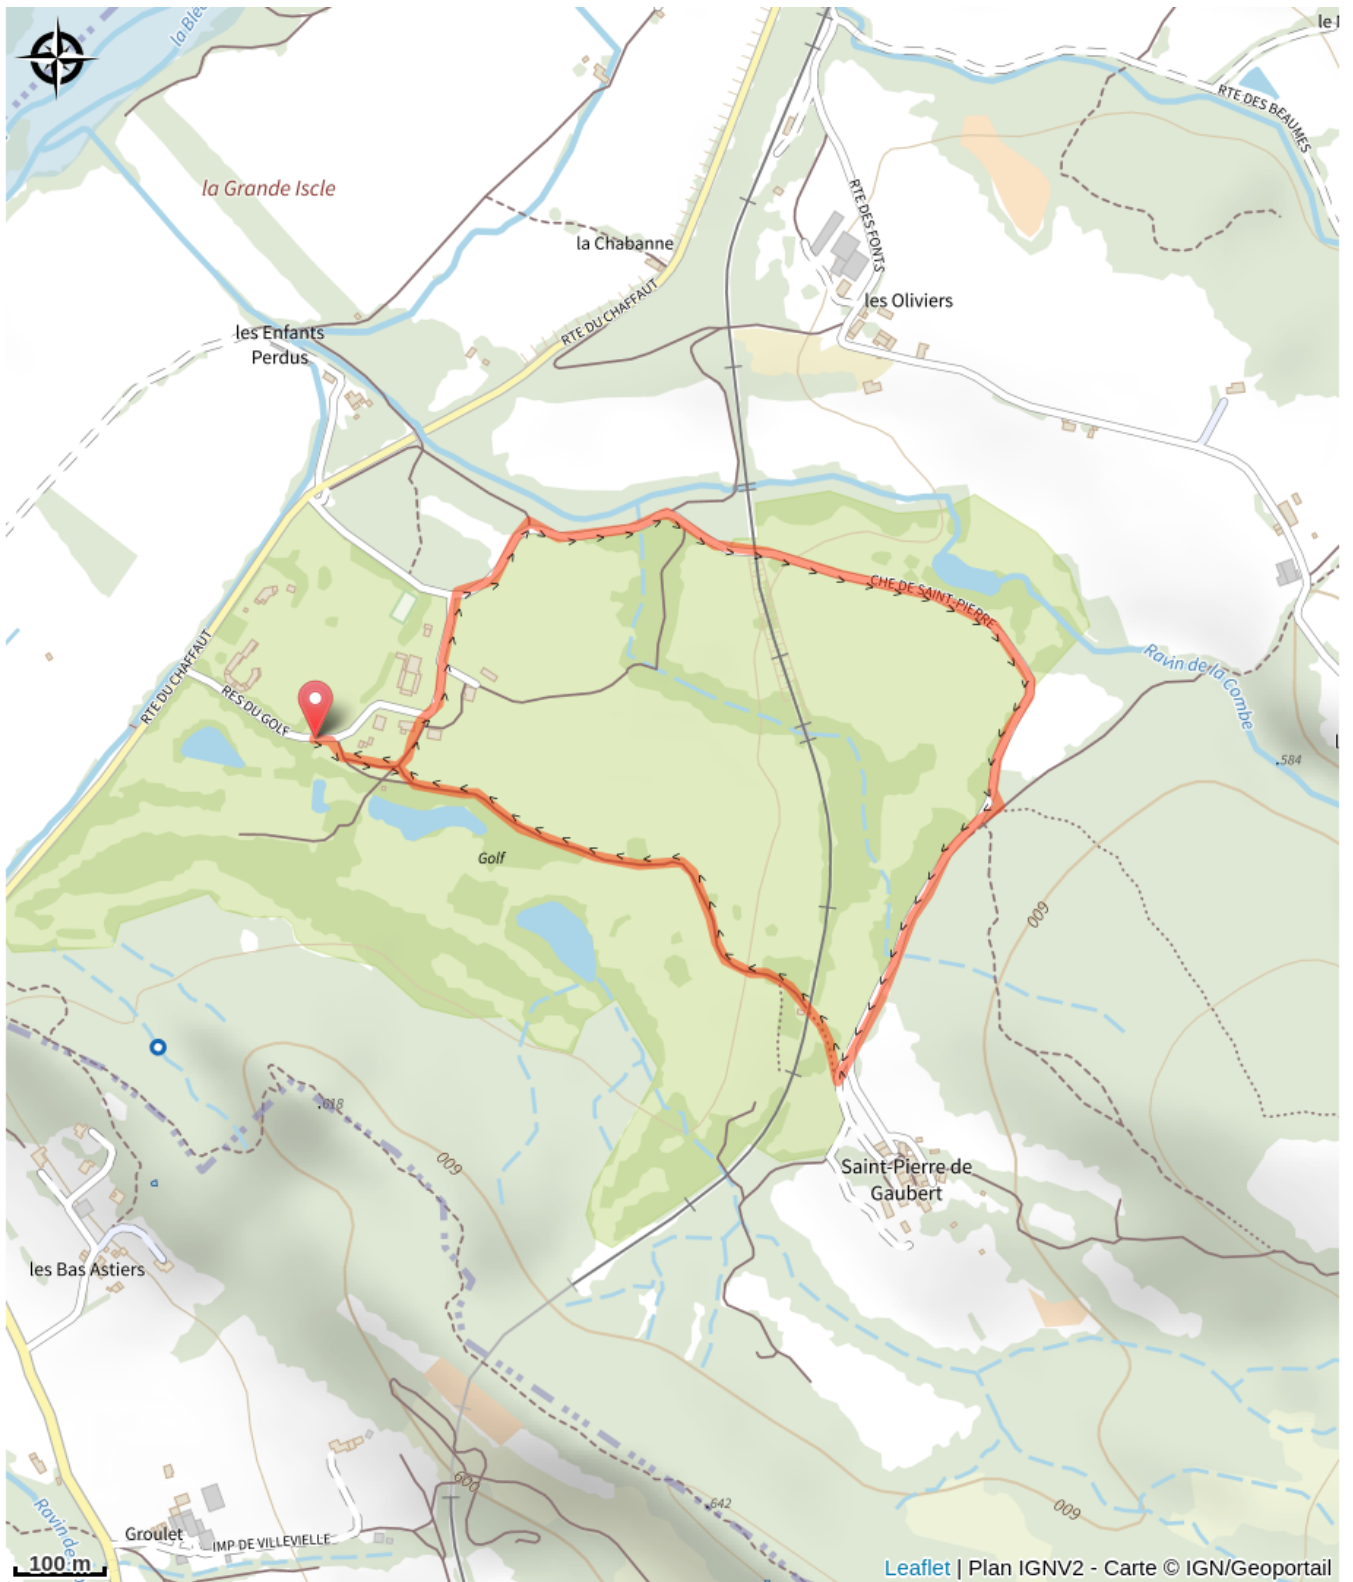 la Grande Iscle
RTE DES BEAUMES
la Chabanne
RTE DES FONTS
les Oliviers
RTE DU CHAFFAUT
les Enfants
Perdus
CHE DE SAINT-PIERRE
RTE DU CHAFFAUT
RES DU GOLF
Ravin de la Combe
584
Golf
600
618
600
Saint-Pierre de
Gaubert
les Bas Astiers
600
642
600
Groulet
IMP DE VILLEVIELLE
100 m
Leaflet | Plan IGNV2 - Carte © IGN/Geoportail